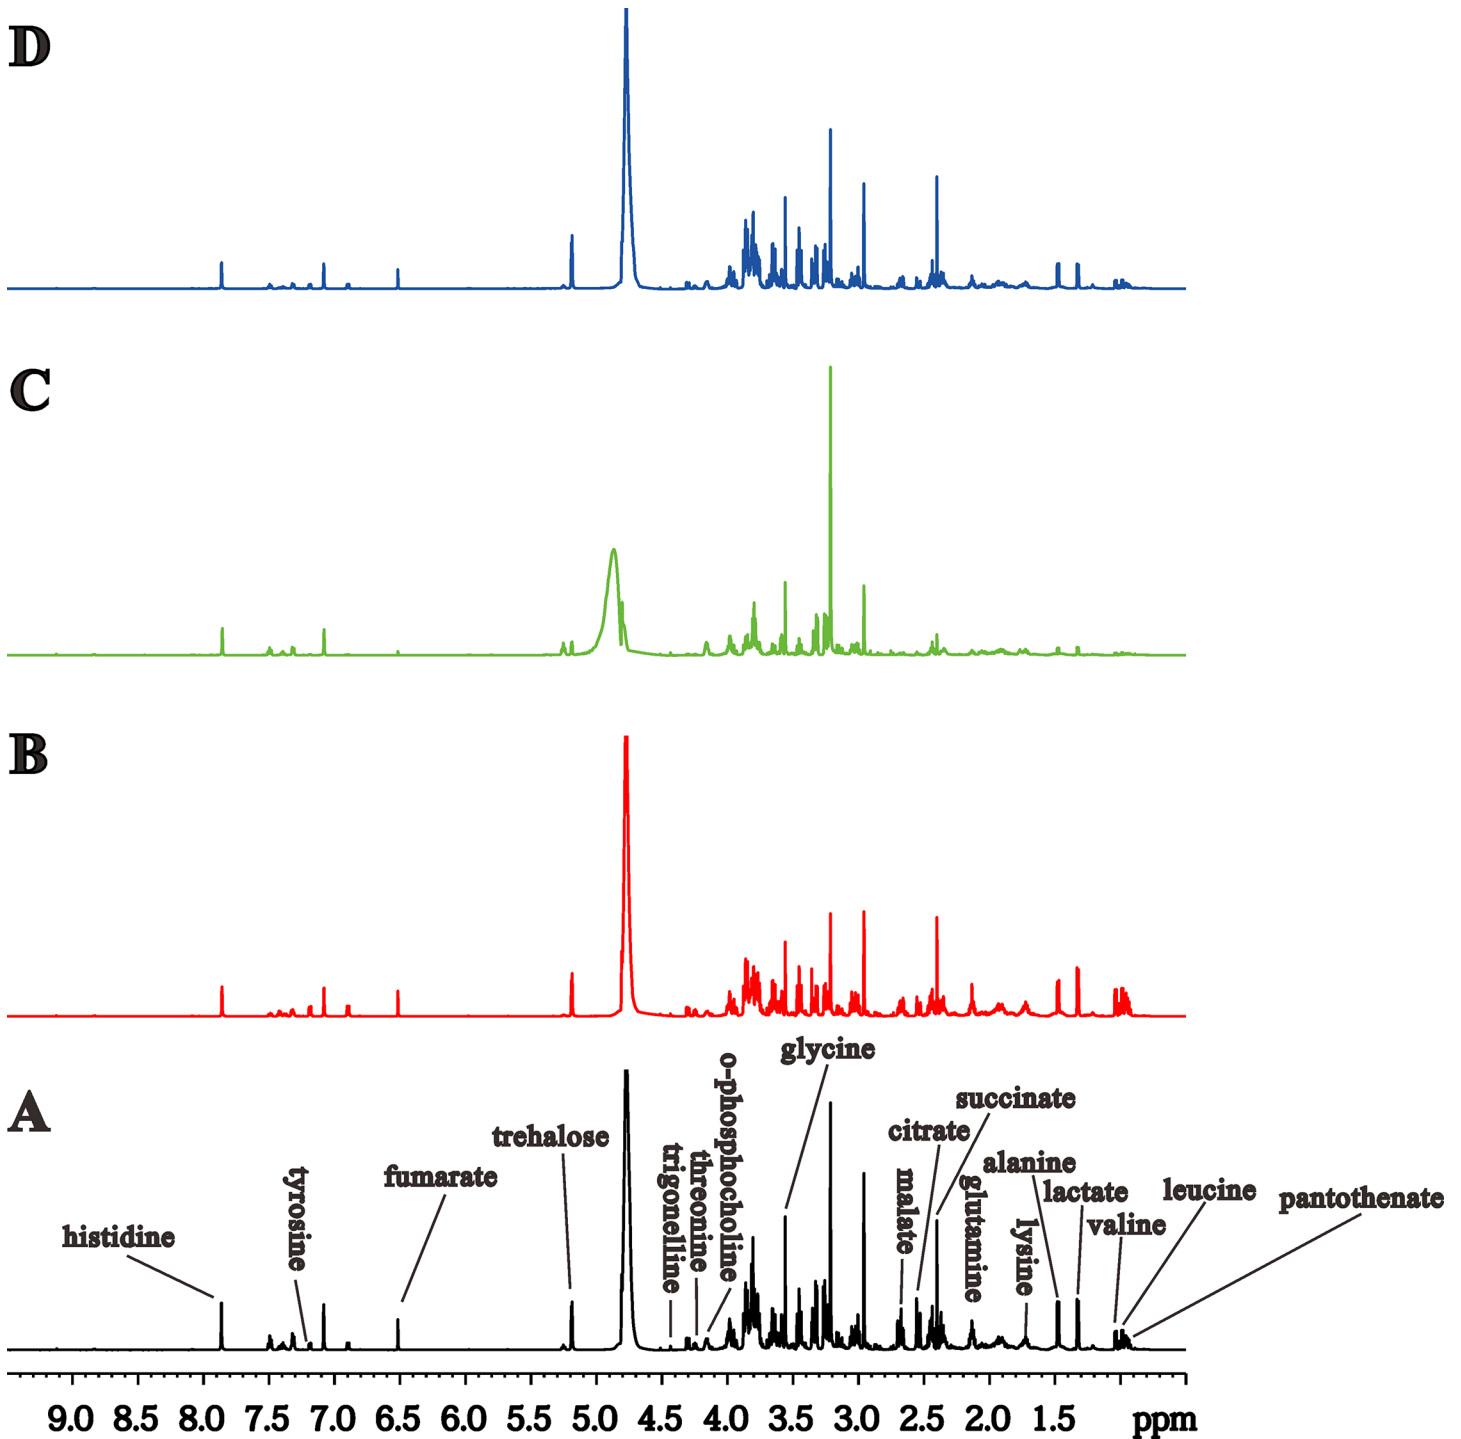 D
C
B
A
glycine
o-phosphocholine
succinate
citrate
trehalose
threonine
trigonelline
alanine
malate
fumarate
tyrosine
glutamine
lactate
leucine
pantothenate
valine
lysine
histidine
9.0 8.5 8.0 7.5 7.0 6.5 6.0 5.5 5.0 4.5 4.0 3.5 3.0 2.5 2.0 1.5 ppm